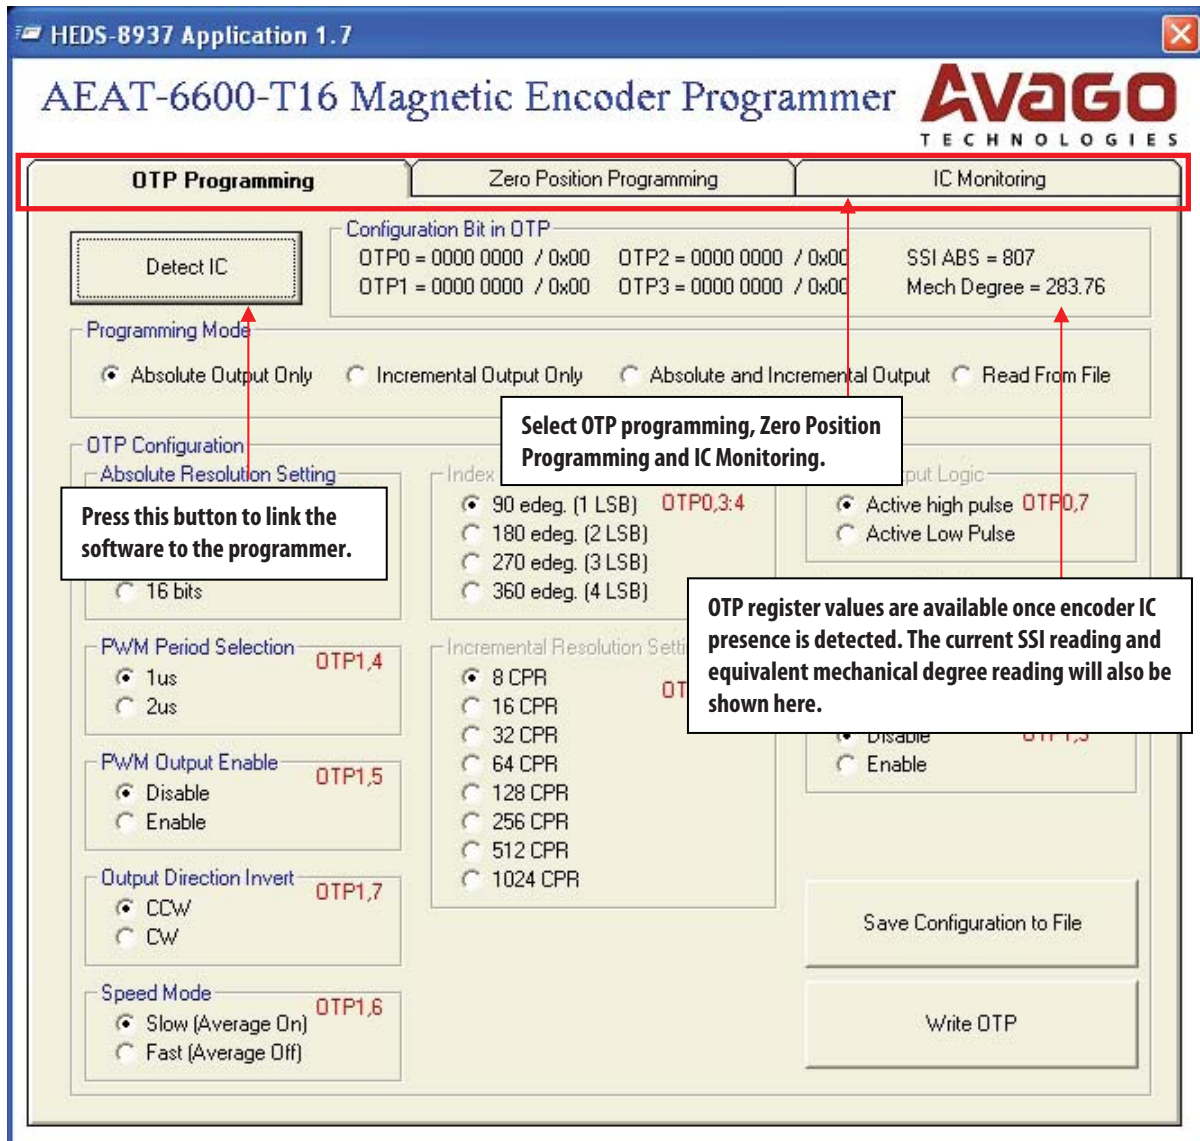 HEDS-8937 Application 1.7
AEAT-6600-T16 Magnetic Encoder Programmer
AVAGO
TECHNOLOGIES
OTP Programming
Zero Position Programming
IC Monitoring
Detect IC
Configuration Bit in OTP
OTP0 = 0000 0000 / 0x00 OTP2 = 0000 0000 / 0x00 SSI ABS = 807
OTP1 = 0000 0000 / 0x00 OTP3 = 0000 0000 / 0x00 Mech Degree = 283.76
Programming Mode
Absolute Output Only
Incremental Output Only
Absolute and Incremental Output
Read From File
Select OTP programming, Zero Position
Programming and IC Monitoring.
OTP Configuration
Absolute Resolution Setting
Press this button to link the
software to the programmer.
16 bits
PWM Period Selection
OTP1,4
1us
2us
PWM Output Enable
OTP1,5
Disable
Enable
Output Direction Invert
OTP1,7
CCW
CW
Speed Mode
OTP1,6
Slow (Average On)
Fast (Average Off)
Index
90 edeg. (1 LSB) OTP0,3:4
180 edeg. (2 LSB)
270 edeg. (3 LSB)
360 edeg. (4 LSB)
Incremental Resolution
8 CPR
16 CPR
32 CPR
64 CPR
128 CPR
256 CPR
512 CPR
1024 CPR
Logic
Active high pulse OTP0,7
Active Low Pulse
OTP register values are available once encoder IC
presence is detected. The current SSI reading and
equivalent mechanical degree reading will also be
shown here.
Disable
Enable
Save Configuration to File
Write OTP